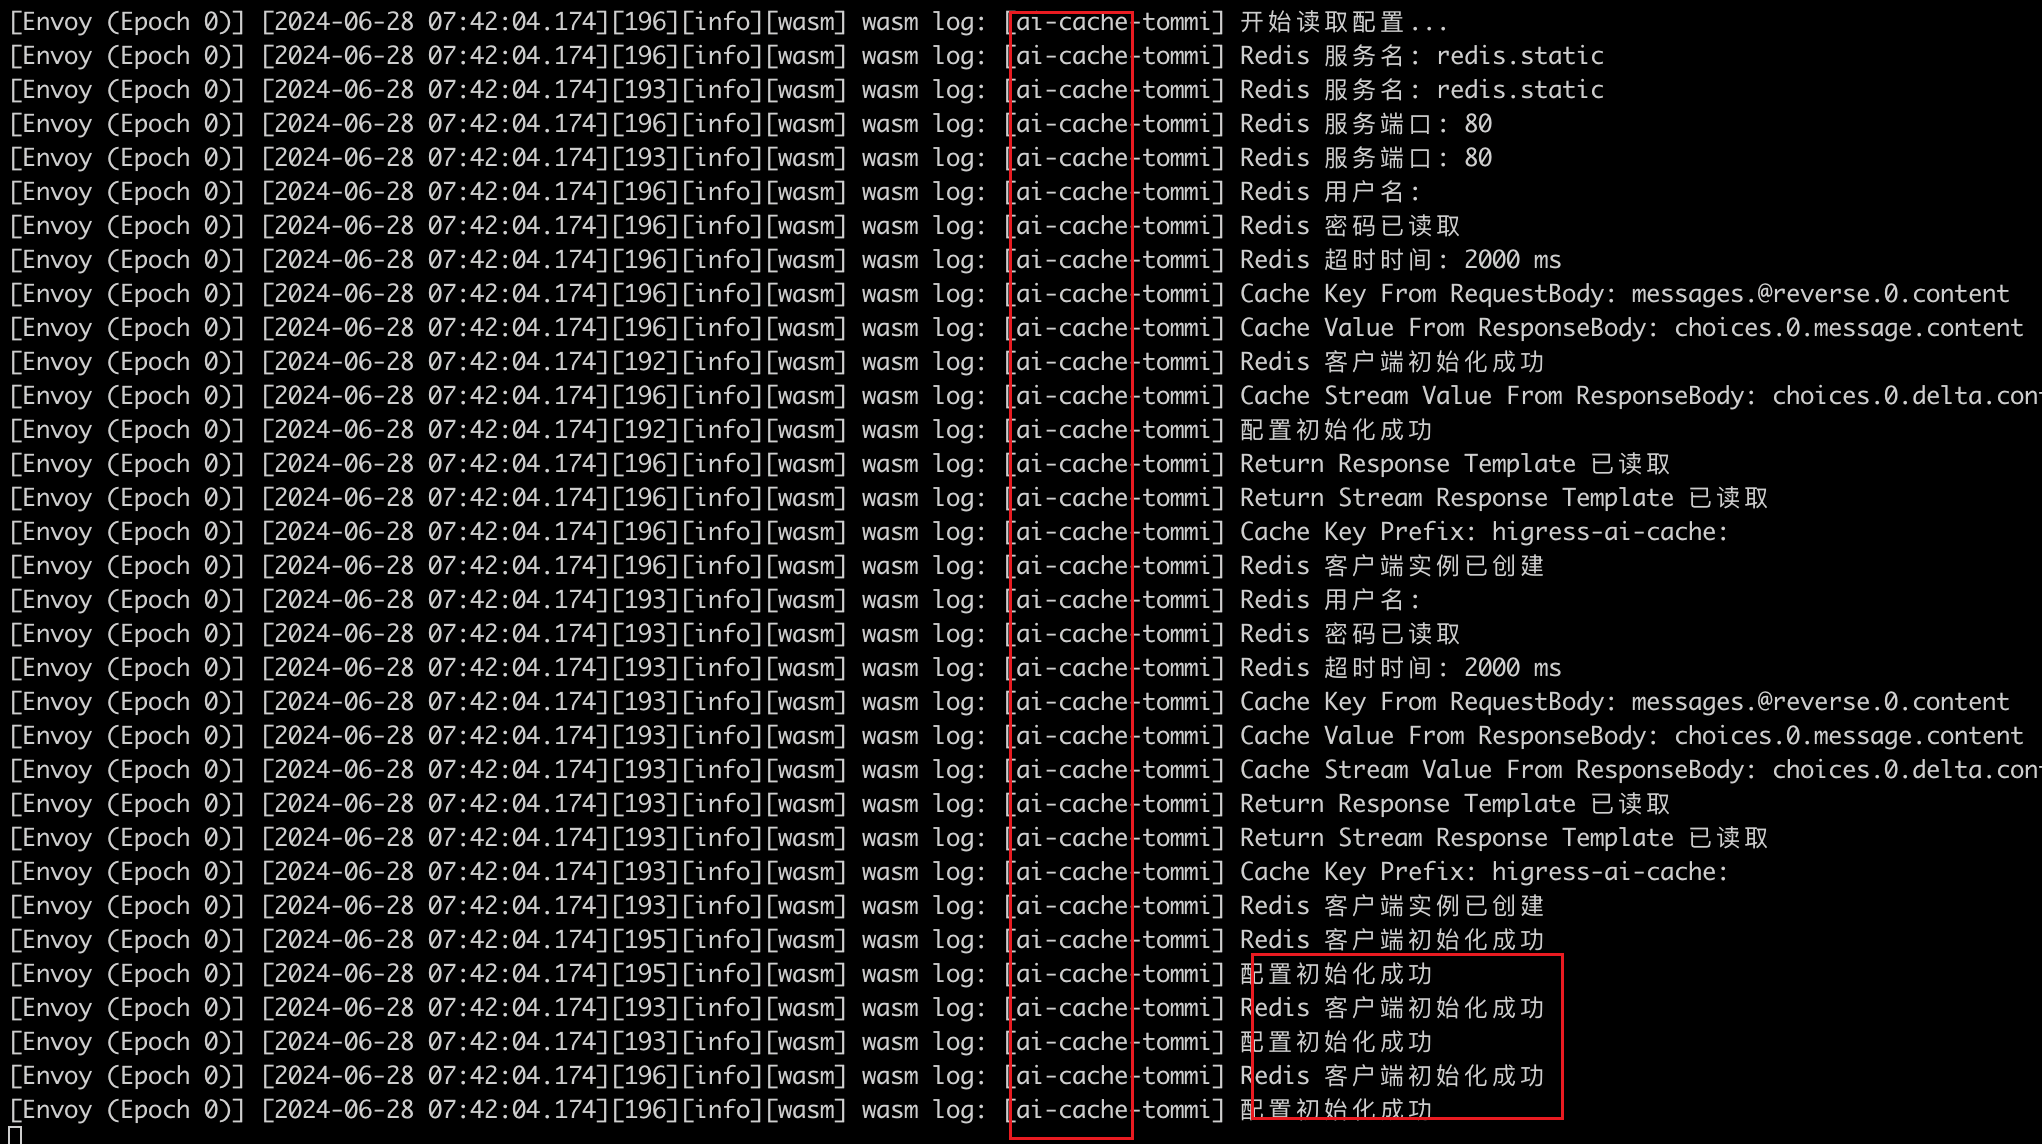 [Envoy (Epoch 0)] [2024-06-28 07:42:04.174][196][info][wasm] wasm log: [ai-cache-tommi] 开始读取配置...
[Envoy (Epoch 0)] [2024-06-28 07:42:04.174][196][info][wasm] wasm log: [ai-cache-tommi] Redis 服务名: redis.static
[Envoy (Epoch 0)] [2024-06-28 07:42:04.174][193][info][wasm] wasm log: [ai-cache-tommi] Redis 服务名: redis.static
[Envoy (Epoch 0)] [2024-06-28 07:42:04.174][196][info][wasm] wasm log: [ai-cache-tommi] Redis 服务端口: 80
[Envoy (Epoch 0)] [2024-06-28 07:42:04.174][193][info][wasm] wasm log: [ai-cache-tommi] Redis 服务端口: 80
[Envoy (Epoch 0)] [2024-06-28 07:42:04.174][196][info][wasm] wasm log: [ai-cache-tommi] Redis 用户名:
[Envoy (Epoch 0)] [2024-06-28 07:42:04.174][196][info][wasm] wasm log: [ai-cache-tommi] Redis 密码已读取
[Envoy (Epoch 0)] [2024-06-28 07:42:04.174][196][info][wasm] wasm log: [ai-cache-tommi] Redis 超时时间: 2000 ms
[Envoy (Epoch 0)] [2024-06-28 07:42:04.174][196][info][wasm] wasm log: [ai-cache-tommi] Cache Key From RequestBody: messages.@reverse.0.content
[Envoy (Epoch 0)] [2024-06-28 07:42:04.174][196][info][wasm] wasm log: [ai-cache-tommi] Cache Value From ResponseBody: choices.0.message.content
[Envoy (Epoch 0)] [2024-06-28 07:42:04.174][192][info][wasm] wasm log: [ai-cache-tommi] Redis 客户端初始化成功
[Envoy (Epoch 0)] [2024-06-28 07:42:04.174][196][info][wasm] wasm log: [ai-cache-tommi] Cache Stream Value From ResponseBody: choices.0.delta.con
[Envoy (Epoch 0)] [2024-06-28 07:42:04.174][192][info][wasm] wasm log: [ai-cache-tommi] 配置初始化成功
[Envoy (Epoch 0)] [2024-06-28 07:42:04.174][196][info][wasm] wasm log: [ai-cache-tommi] Return Response Template 已读取
[Envoy (Epoch 0)] [2024-06-28 07:42:04.174][196][info][wasm] wasm log: [ai-cache-tommi] Return Stream Response Template 已读取
[Envoy (Epoch 0)] [2024-06-28 07:42:04.174][196][info][wasm] wasm log: [ai-cache-tommi] Cache Key Prefix: higress-ai-cache:
[Envoy (Epoch 0)] [2024-06-28 07:42:04.174][196][info][wasm] wasm log: [ai-cache-tommi] Redis 客户端实例已创建
[Envoy (Epoch 0)] [2024-06-28 07:42:04.174][193][info][wasm] wasm log: [ai-cache-tommi] Redis 用户名:
[Envoy (Epoch 0)] [2024-06-28 07:42:04.174][193][info][wasm] wasm log: [ai-cache-tommi] Redis 密码已读取
[Envoy (Epoch 0)] [2024-06-28 07:42:04.174][193][info][wasm] wasm log: [ai-cache-tommi] Redis 超时时间: 2000 ms
[Envoy (Epoch 0)] [2024-06-28 07:42:04.174][193][info][wasm] wasm log: [ai-cache-tommi] Cache Key From RequestBody: messages.@reverse.0.content
[Envoy (Epoch 0)] [2024-06-28 07:42:04.174][193][info][wasm] wasm log: [ai-cache-tommi] Cache Value From ResponseBody: choices.0.message.content
[Envoy (Epoch 0)] [2024-06-28 07:42:04.174][193][info][wasm] wasm log: [ai-cache-tommi] Cache Stream Value From ResponseBody: choices.0.delta.con
[Envoy (Epoch 0)] [2024-06-28 07:42:04.174][193][info][wasm] wasm log: [ai-cache-tommi] Return Response Template 已读取
[Envoy (Epoch 0)] [2024-06-28 07:42:04.174][193][info][wasm] wasm log: [ai-cache-tommi] Return Stream Response Template 已读取
[Envoy (Epoch 0)] [2024-06-28 07:42:04.174][193][info][wasm] wasm log: [ai-cache-tommi] Cache Key Prefix: higress-ai-cache:
[Envoy (Epoch 0)] [2024-06-28 07:42:04.174][193][info][wasm] wasm log: [ai-cache-tommi] Redis 客户端实例已创建
[Envoy (Epoch 0)] [2024-06-28 07:42:04.174][195][info][wasm] wasm log: [ai-cache-tommi] Redis 客户端初始化成功
[Envoy (Epoch 0)] [2024-06-28 07:42:04.174][195][info][wasm] wasm log: [ai-cache-tommi] 配置初始化成功
[Envoy (Epoch 0)] [2024-06-28 07:42:04.174][193][info][wasm] wasm log: [ai-cache-tommi] Redis 客户端初始化成功
[Envoy (Epoch 0)] [2024-06-28 07:42:04.174][193][info][wasm] wasm log: [ai-cache-tommi] 配置初始化成功
[Envoy (Epoch 0)] [2024-06-28 07:42:04.174][196][info][wasm] wasm log: [ai-cache-tommi] Redis 客户端初始化成功
[Envoy (Epoch 0)] [2024-06-28 07:42:04.174][196][info][wasm] wasm log: [ai-cache-tommi] 配置初始化成功